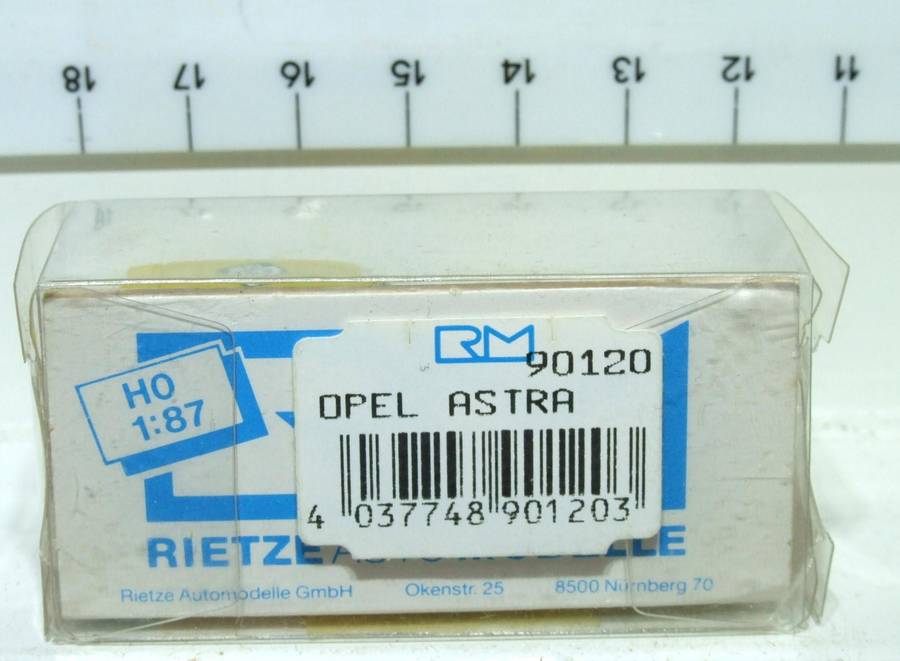 18 17 16 15 14 13 12 11
RM
90120
OPEL ASTRA
4 037748 901203
HO
1:87
RIETZE
Rietze Automodelle GmbH Okenstr. 25 8500 Nürnberg 70